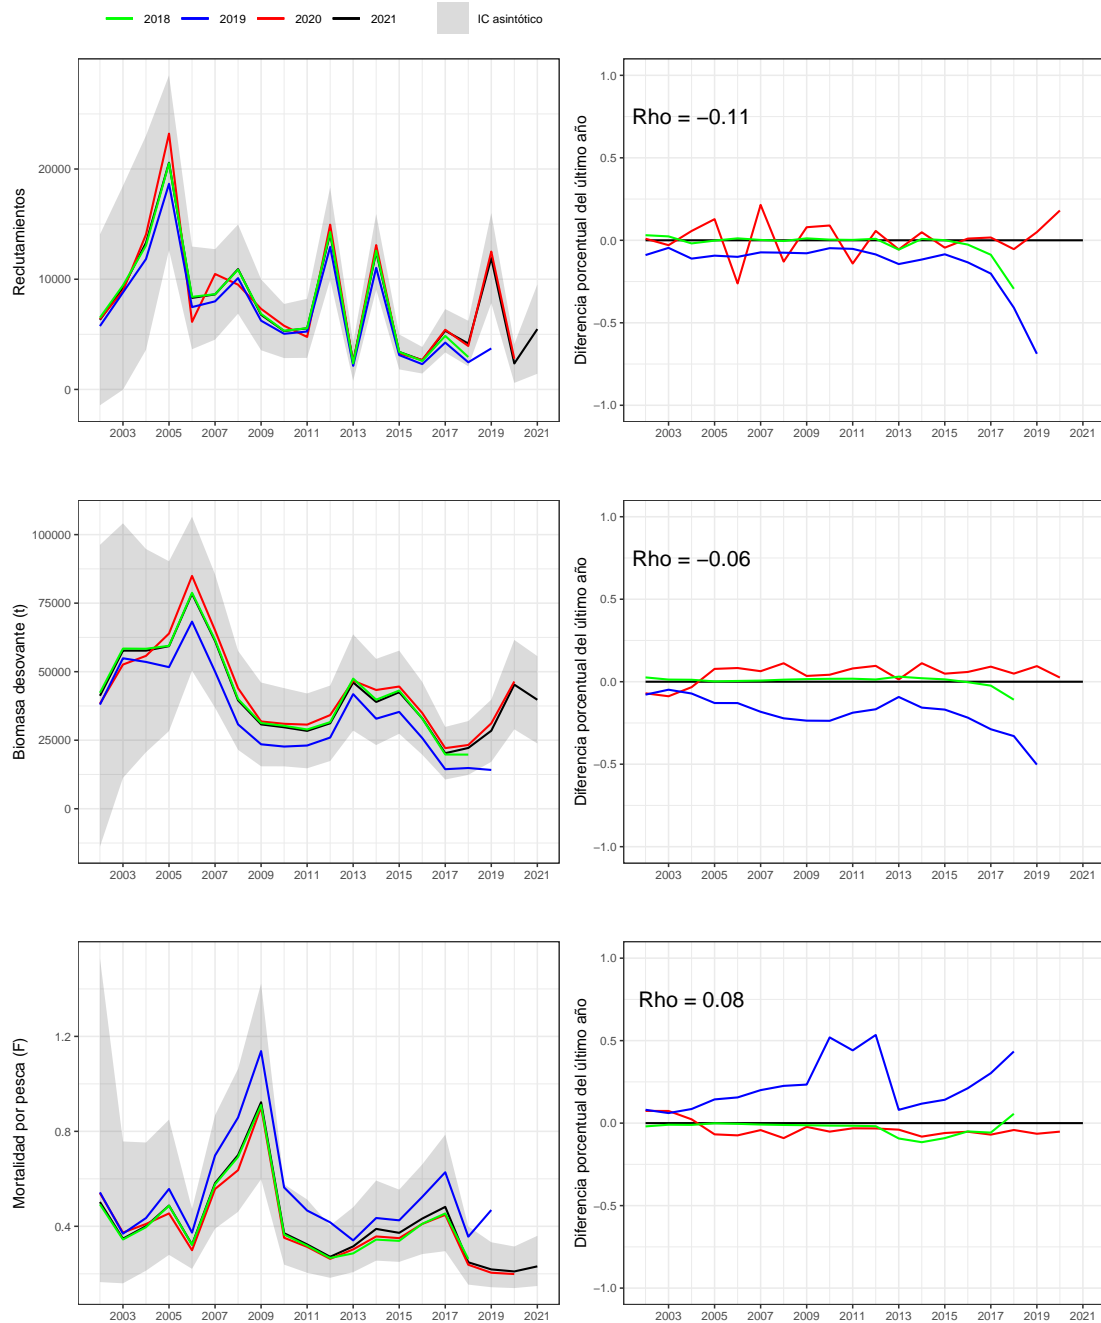 2018 2019 2020 2021 IC asintótico
Reclutamientos
20000
10000
0
2003 2005 2007 2009 2011 2013 2015 2017 2019 2021
Diferencia porcentual del último año
Rho = −0.11
1.0
0.5
0.0
−0.5
−1.0
2003 2005 2007 2009 2011 2013 2015 2017 2019 2021
Biomasa desovante (t)
100000
75000
50000
25000
0
2003 2005 2007 2009 2011 2013 2015 2017 2019 2021
Diferencia porcentual del último año
Rho = −0.06
1.0
0.5
0.0
−0.5
−1.0
2003 2005 2007 2009 2011 2013 2015 2017 2019 2021
Mortalidad por pesca (F)
1.2
0.8
0.4
2003 2005 2007 2009 2011 2013 2015 2017 2019 2021
Diferencia porcentual del último año
Rho = 0.08
1.0
0.5
0.0
−0.5
−1.0
2003 2005 2007 2009 2011 2013 2015 2017 2019 2021